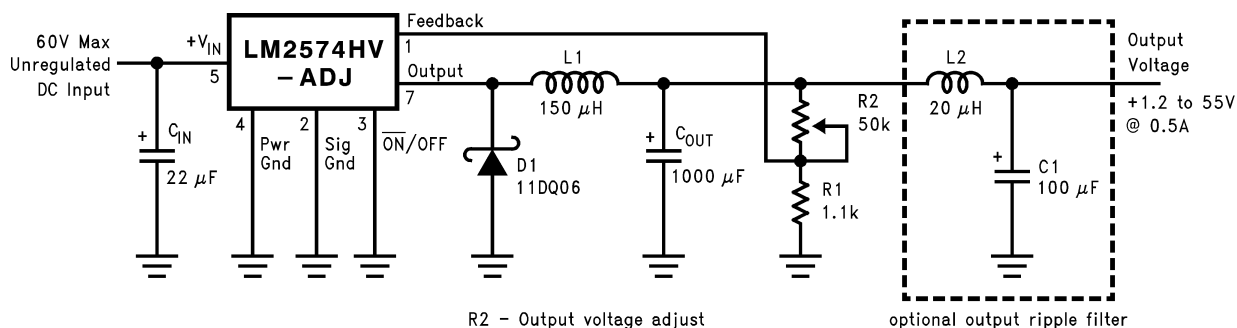 Feedback
60V Max
Unregulated
DC Input
+V_IN
5
LM2574HV
–ADJ
1
Output
7
L1
150 µH
L2
20 µH
Output
Voltage
+1.2 to 55V
@ 0.5A
R2
50k
4
2
3
Pwr
Gnd
Sig
Gnd
O̅N̅/OFF
+
C_IN
22 µF
D1
11DQ06
+
C_OUT
1000 µF
R1
1.1k
+
C1
100 µF
R2 – Output voltage adjust
optional output ripple filter